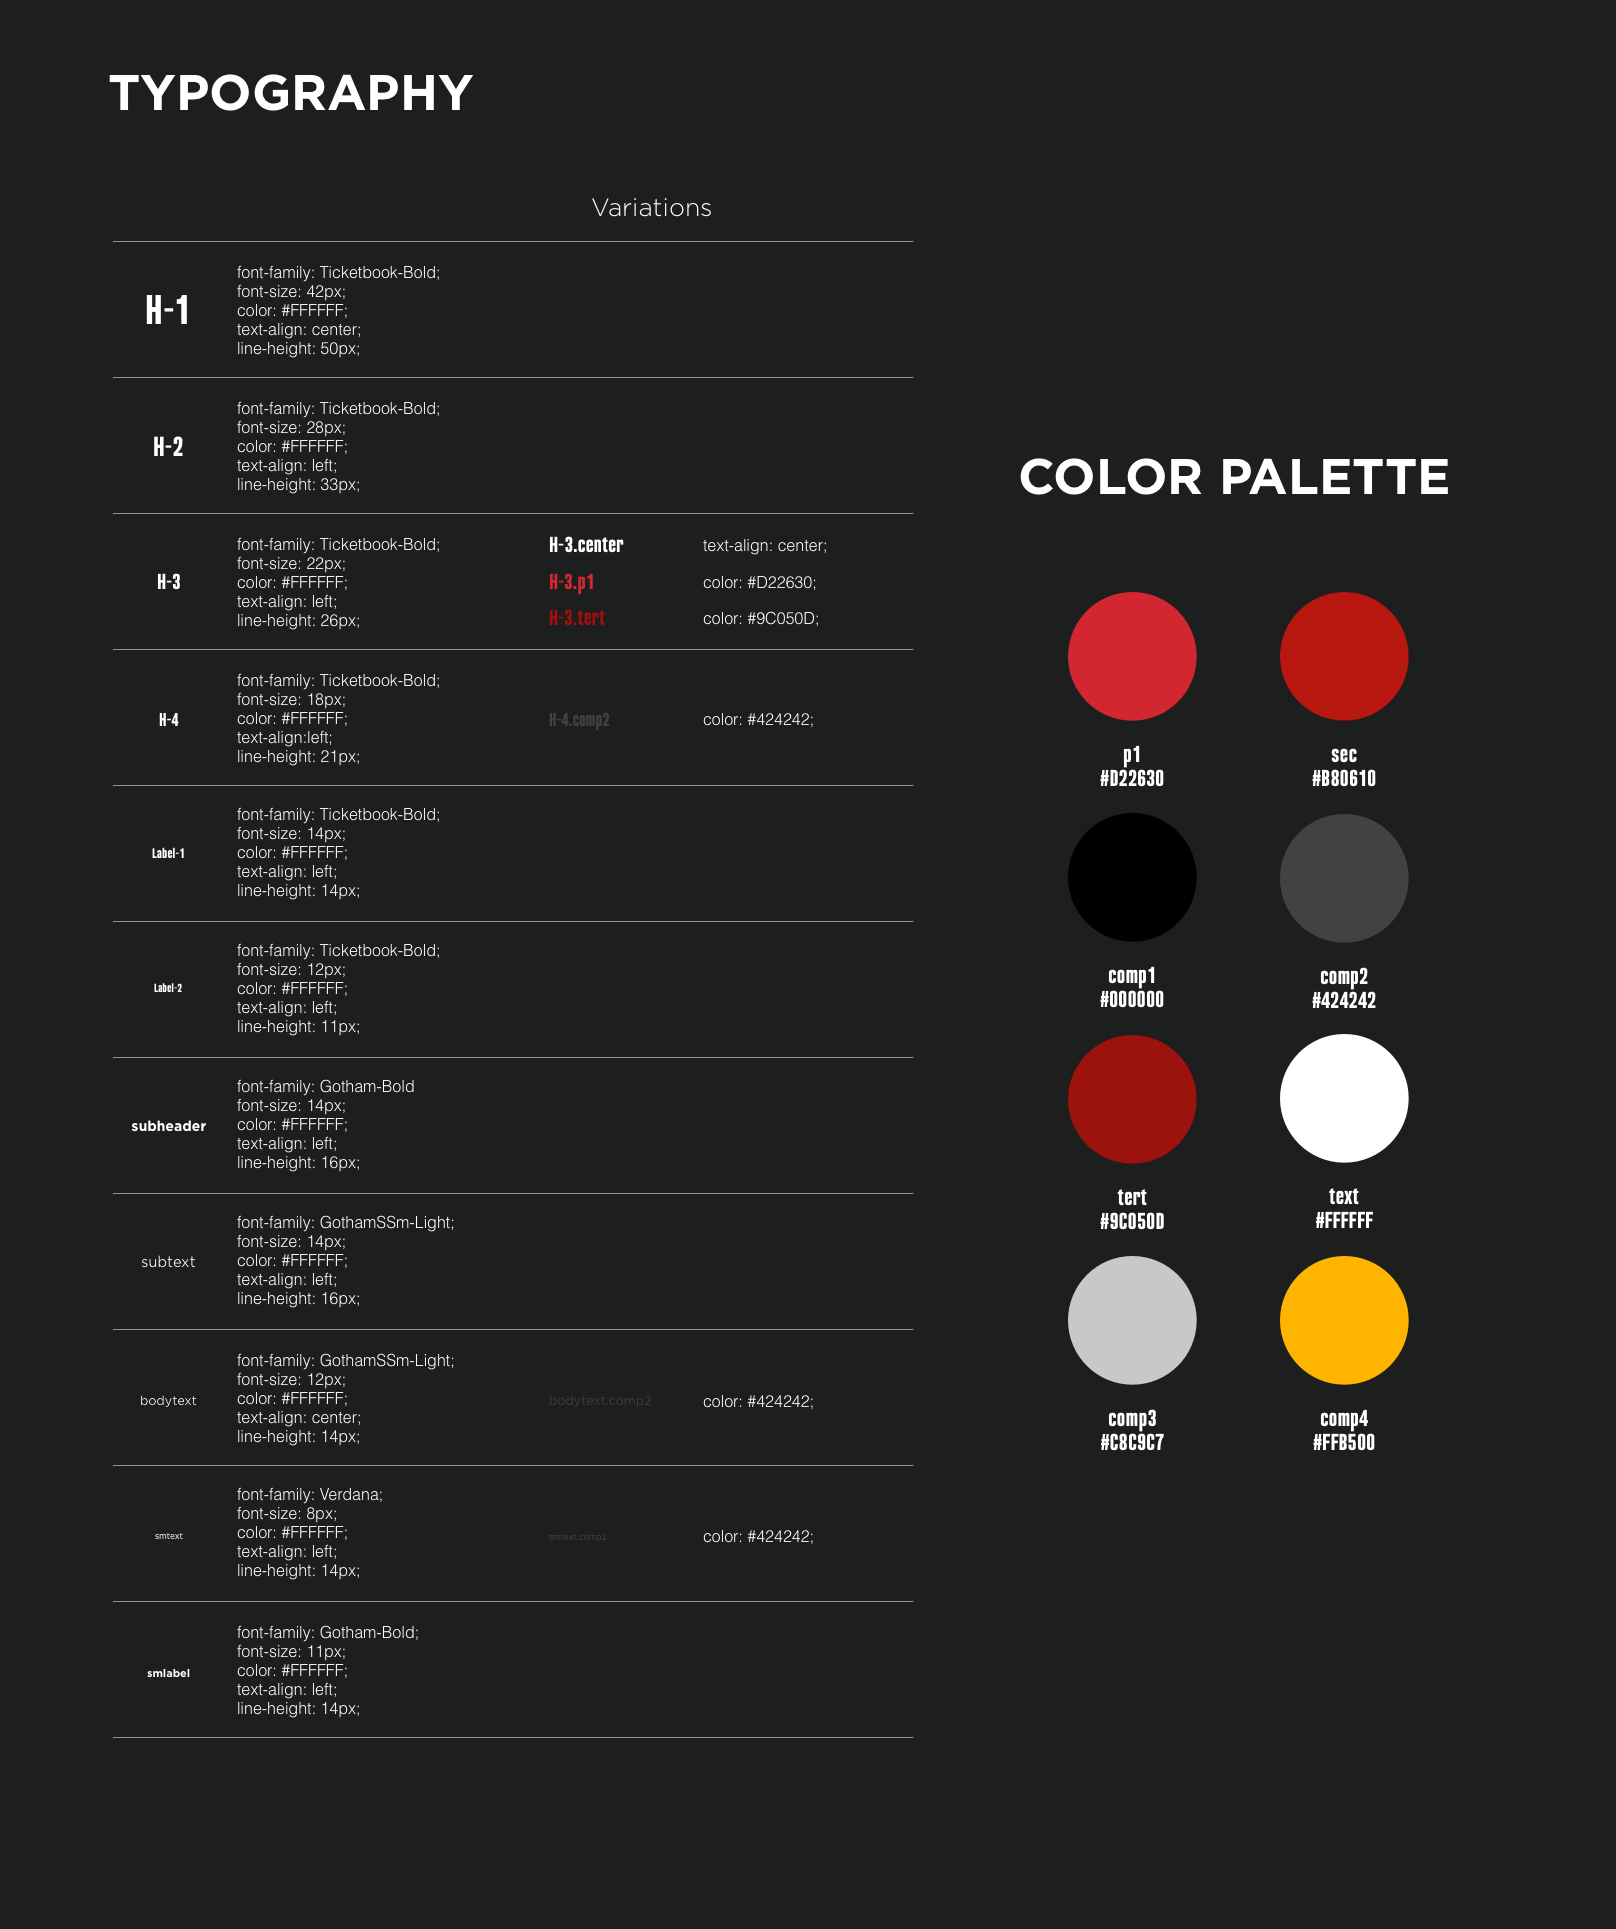 TYPOGRAPHY
Variations
H-1
font-family: Ticketbook-Bold;
font-size: 42px;
color: #FFFFFF;
text-align: center;
line-height: 50px;
H-2
font-family: Ticketbook-Bold;
font-size: 28px;
color: #FFFFFF;
text-align: left;
line-height: 33px;
H-3
font-family: Ticketbook-Bold;
font-size: 22px;
color: #FFFFFF;
text-align: left;
line-height: 26px;
H-3.center text-align: center;
H-3.p1 color: #D22630;
H-3.tert color: #9C050D;
H-4
font-family: Ticketbook-Bold;
font-size: 18px;
color: #FFFFFF;
text-align:left;
line-height: 21px;
H-4.comp2 color: #424242;
Label-1
font-family: Ticketbook-Bold;
font-size: 14px;
color: #FFFFFF;
text-align: left;
line-height: 14px;
Label-2
font-family: Ticketbook-Bold;
font-size: 12px;
color: #FFFFFF;
text-align: left;
line-height: 11px;
subheader
font-family: Gotham-Bold
font-size: 14px;
color: #FFFFFF;
text-align: left;
line-height: 16px;
subtext
font-family: GothamSSm-Light;
font-size: 14px;
color: #FFFFFF;
text-align: left;
line-height: 16px;
bodytext
font-family: GothamSSm-Light;
font-size: 12px;
color: #FFFFFF;
text-align: center;
line-height: 14px;
bodytext.comp2 color: #424242;
smtext
font-family: Verdana;
font-size: 8px;
color: #FFFFFF;
text-align: left;
line-height: 14px;
smtext.comp2 color: #424242;
smlabel
font-family: Gotham-Bold;
font-size: 11px;
color: #FFFFFF;
text-align: left;
line-height: 14px;
COLOR PALETTE
p1
#D22630
sec
#B80610
comp1
#000000
comp2
#424242
tert
#9C050D
text
#FFFFFF
comp3
#C8C9C7
comp4
#FFB500